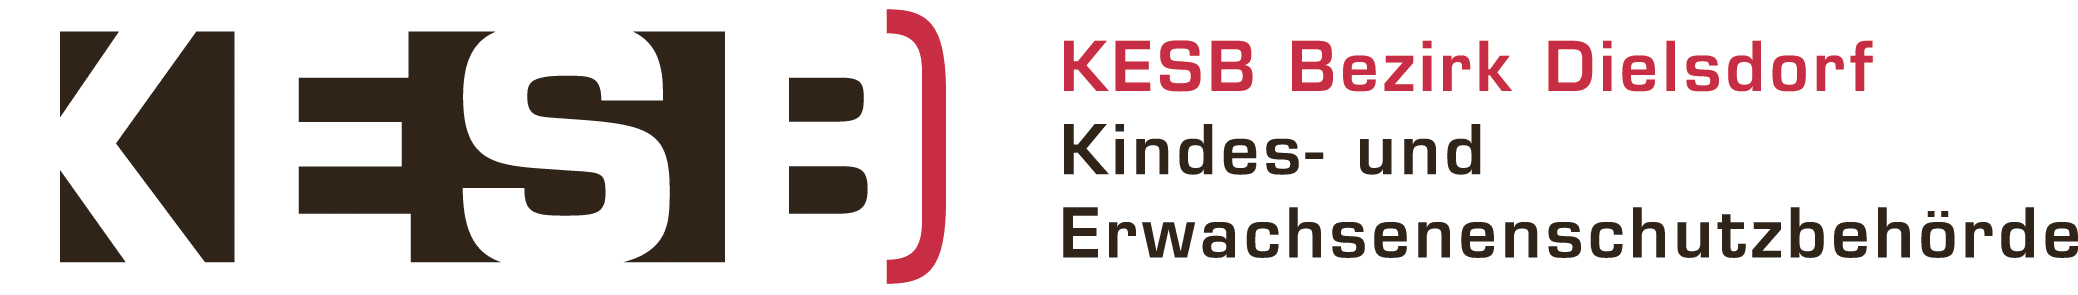 KESB
KESB Bezirk Dielsdorf
Kindes- und
Erwachsenenschutzbehörde